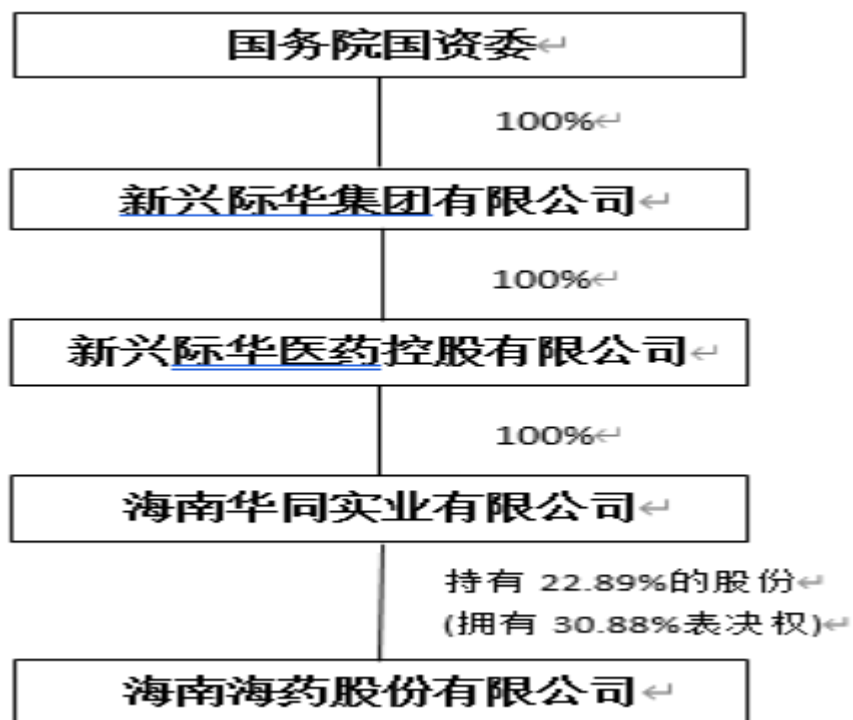 国务院国资委
100%
新兴际华集团有限公司
100%
新兴际华医药控股有限公司
100%
海南华同实业有限公司
持有 22.89%的股份
(拥有 30.88%表决权)
海南海药股份有限公司